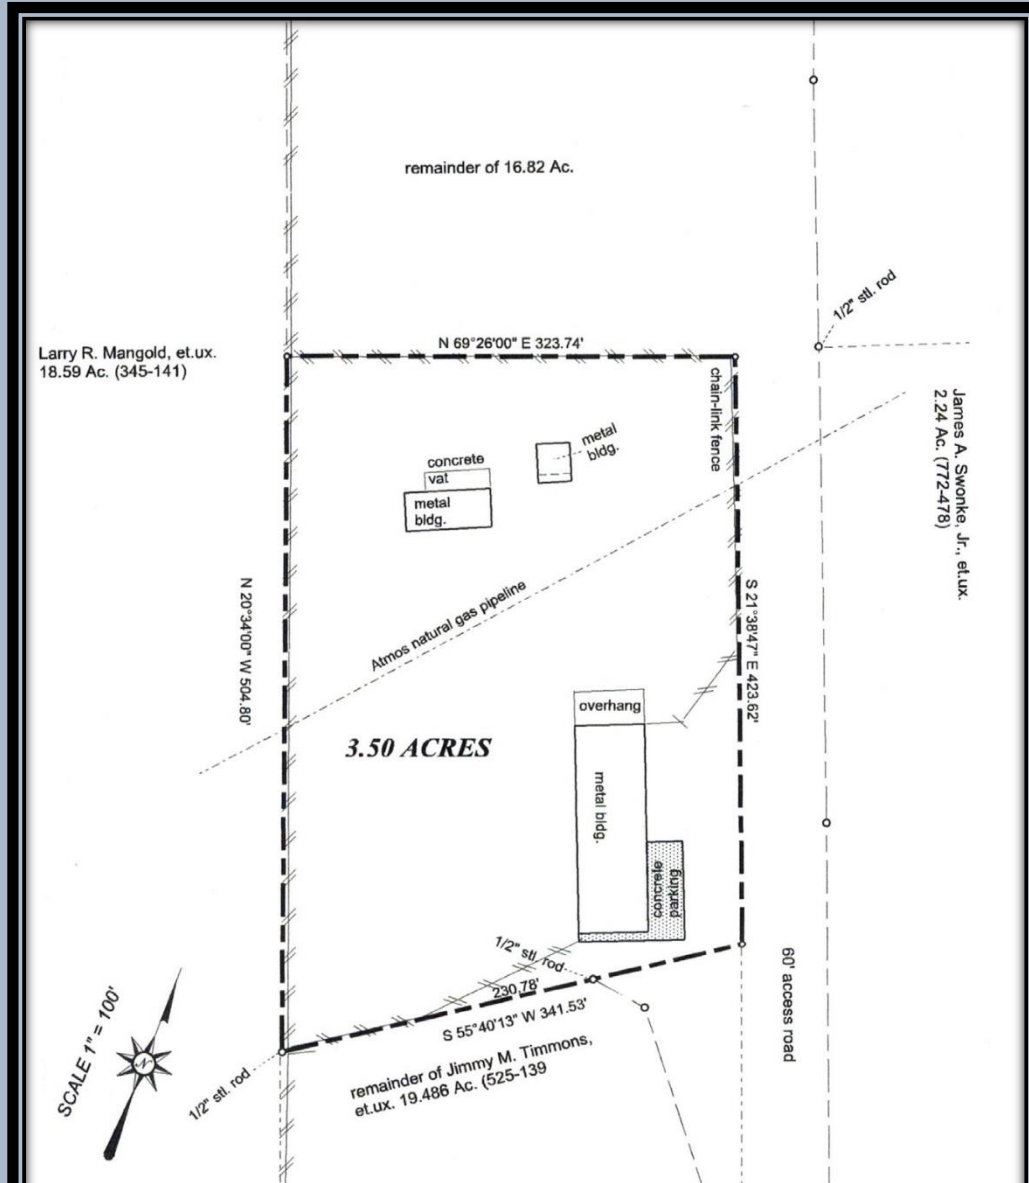 remainder of 16.82 Ac.
1/2" stl. rod
N 69°26'00" E 323.74'
Larry R. Mangold, et.ux.
18.59 Ac. (345-141)
chain-link fence
James A. Swonke, Jr., et.ux.
2.24 Ac. (772-478)
metal
bldg.
concrete
vat
metal
bldg.
N 20°34'00" W 504.80'
Atmos natural gas pipeline
S 21°38'47" E 423.62'
overhang
3.50 ACRES
metal bldg.
parking
concrete
1/2" stl. rod
230.78'
S 55°40'13" W 341.53'
60' access road
SCALE 1" = 100'
N
1/2" stl. rod
remainder of Jimmy M. Timmons,
et.ux. 19.486 Ac. (525-139